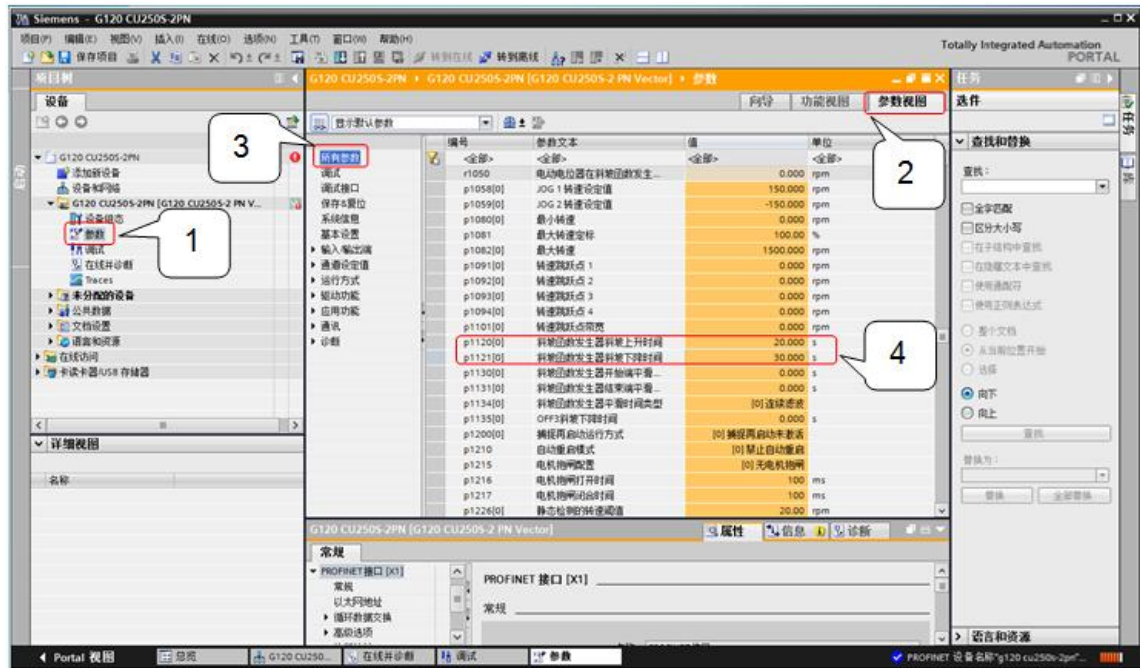 Siemens - G120 CU250S-2PN
项目(P) 编辑(E) 视图(V) 插入(I) 在线(O) 选项(N) 工具(T) 窗口(W) 帮助(H)
Totally Integrated Automation
PORTAL
保存项目 转到在线 转到离线
项目树
设备
G120 CU250S-2PN
添加新设备
设备和网络
G120 CU250S-2PN [G120 CU250S-2 PN V...
设备组态
参数
调试
在线并诊断
Traces
未分配的设备
公共数据
文档设置
语言和资源
在线访问
卡读卡器/USB 存储器
详细视图
名称
1
3
G120 CU250S-2PN G120 CU250S-2PN [G120 CU250S-2 PN Vector] 参数
向导 功能视图 参数视图
2
显示默认参数
所有参数
调试
调试接口
保存&复位
系统信息
基本设置
输入/输出端
通道设定值
运行方式
驱动功能
应用功能
通讯
诊断
编号 参数文本 值 单位
<全部> <全部> <全部> <全部>
r1050 电动电位器在斜坡函数发生... 0.000 rpm
p1058[0] JOG 1 转速设定值 150.000 rpm
p1059[0] JOG 2 转速设定值 -150.000 rpm
p1080[0] 最小转速 0.000 rpm
p1081 最大转速定标 100.00 %
p1082[0] 最大转速 1500.000 rpm
p1091[0] 转速跳跃点 1 0.000 rpm
p1092[0] 转速跳跃点 2 0.000 rpm
p1093[0] 转速跳跃点 3 0.000 rpm
p1094[0] 转速跳跃点 4 0.000 rpm
p1101[0] 转速跳跃点带宽 0.000 rpm
p1120[0] 斜坡函数发生器斜坡上升时间 20.000 s
p1121[0] 斜坡函数发生器斜坡下降时间 30.000 s
4
p1130[0] 斜坡函数发生器开始端平滑... 0.000 s
p1131[0] 斜坡函数发生器结束端平滑... 0.000 s
p1134[0] 斜坡函数发生器平滑时间类型 [0] 连续滤波
p1135[0] OFF3斜坡下降时间 0.000 s
p1200[0] 捕捉再启动运行方式 [0] 捕捉再启动未激活
p1210 自动重启模式 [0] 禁止自动重启
p1215 电机抱闸配置 [0] 无电机抱闸
p1216 电机抱闸打开时间 100 ms
p1217 电机抱闸闭合时间 100 ms
p1226[0] 静态检测的转速阈值 20.00 rpm
G120 CU250S-2PN [G120 CU250S-2 PN Vector]
属性 信息 诊断
常规
PROFINET 接口 [X1]
常规
以太网地址
循环数据交换
高级选项
PROFINET 接口 [X1]
常规
任务
选件
查找和替换
查找:
全字匹配
区分大小写
在子结构中查找
在隐藏文本中查找
使用通配符
使用正则表达式
整个文档
从当前位置开始
选择
向下
向上
查找
替换为:
替换 全部替换
语言和资源
任务
库
Portal 视图 总览 G120 CU250... 在线并诊断 调试 参数
PROFINET 设备名称"g120 cu250s-2pn"...